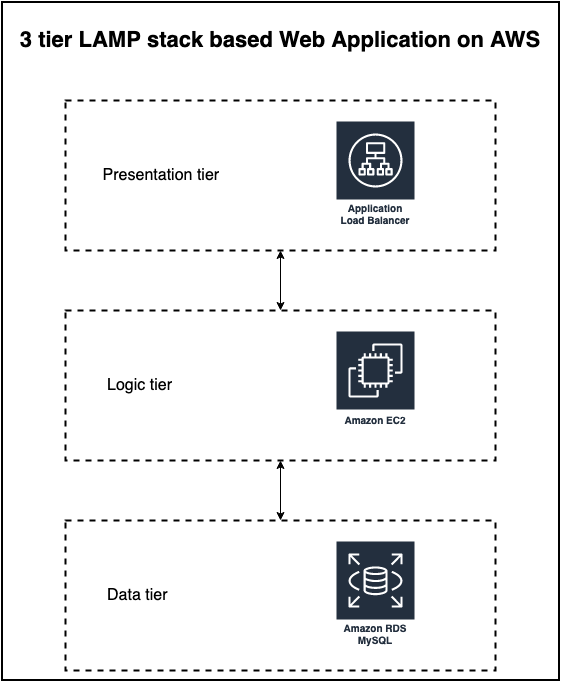 3 tier LAMP stack based Web Application on AWS
Presentation tier
Application
Load Balancer
Logic tier
Amazon EC2
Data tier
Amazon RDS
MySQL